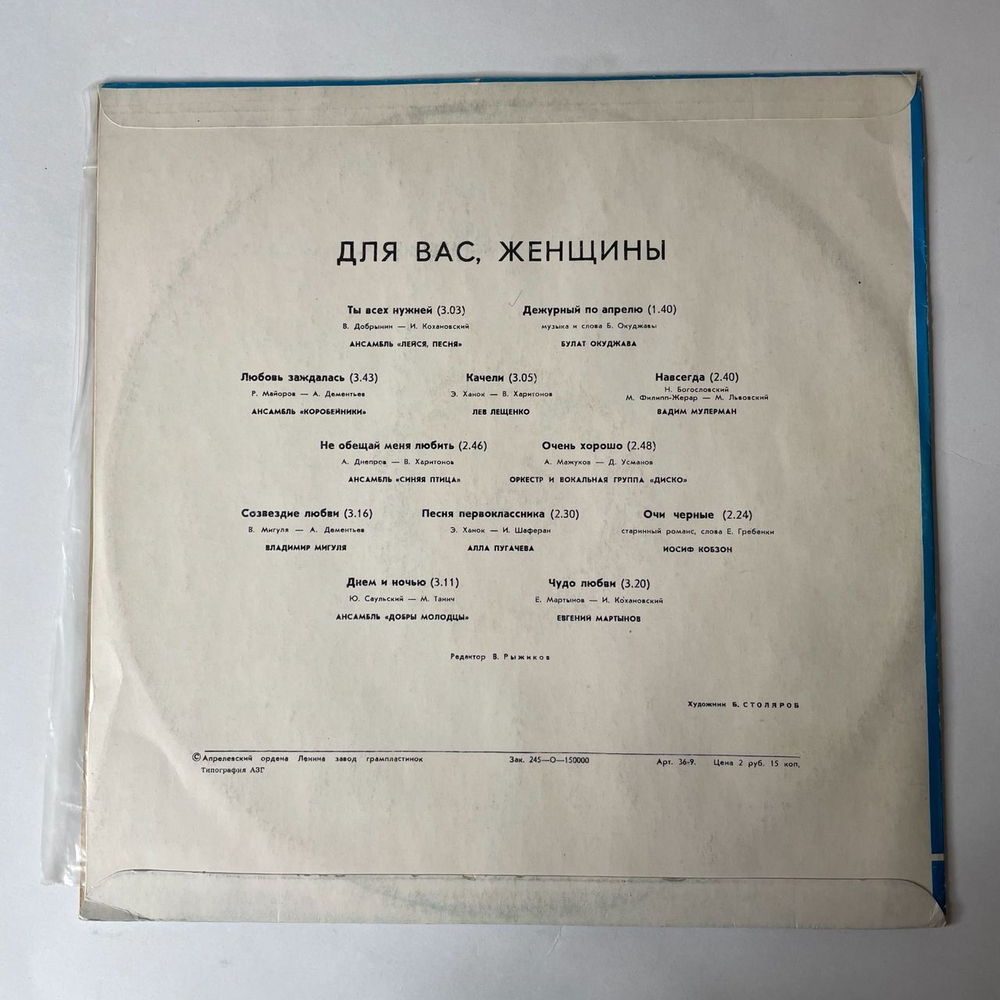 ДЛЯ ВАС, ЖЕНЩИНЫ
Ты всех нужней (3.03)
В. Добрынин — И. Кохановский
АНСАМБЛЬ «ЛЕЙСЯ, ПЕСНЯ»
Дежурный по апрелю (1.40)
музыка и слова Б. Окуджавы
БУЛАТ ОКУДЖАВА
Любовь заждалась (3.43)
Р. Майоров — А. Дементьев
АНСАМБЛЬ «КОРОБЕЙНИКИ»
Качели (3.05)
Э. Ханок — В. Харитонов
ЛЕВ ЛЕЩЕНКО
Навсегда (2.40)
Н. Богословский
М. Филипп-Жерар — М. Львовский
ВАДИМ МУЛЕРМАН
Не обещай меня любить (2.46)
А. Днепров — В. Харитонов
АНСАМБЛЬ «СИНЯЯ ПТИЦА»
Очень хорошо (2.48)
А. Мажуков — Д. Усманов
ОРКЕСТР И ВОКАЛЬНАЯ ГРУППА «ДИСКО»
Созвездие любви (3.16)
В. Мигуля — А. Дементьев
ВЛАДИМИР МИГУЛЯ
Песня первоклассника (2.30)
Э. Ханок — И. Шаферан
АЛЛА ПУГАЧЕВА
Очи черные (2.24)
старинный романс, слова Е. Гребенки
ИОСИФ КОБЗОН
Днем и ночью (3.11)
Ю. Саульский — М. Танич
АНСАМБЛЬ «ДОБРЫ МОЛОДЦЫ»
Чудо любви (3.20)
Е. Мартынов — И. Кохановский
ЕВГЕНИЙ МАРТЫНОВ
Редактор В. Рыжиков
Художник Б. СТОЛЯРОВ
© Апрелевский ордена Ленина завод грампластинок Зак. 245—О—150000 Арт. 36-9. Цена 2 руб. 15 коп,
Типография АЗГ